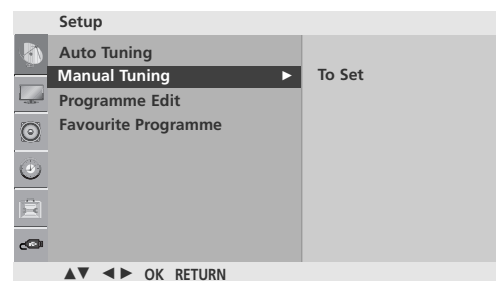 Setup
Auto Tuning
Manual Tuning ► To Set
Programme Edit
Favourite Programme
▲▼ ◄► OK RETURN